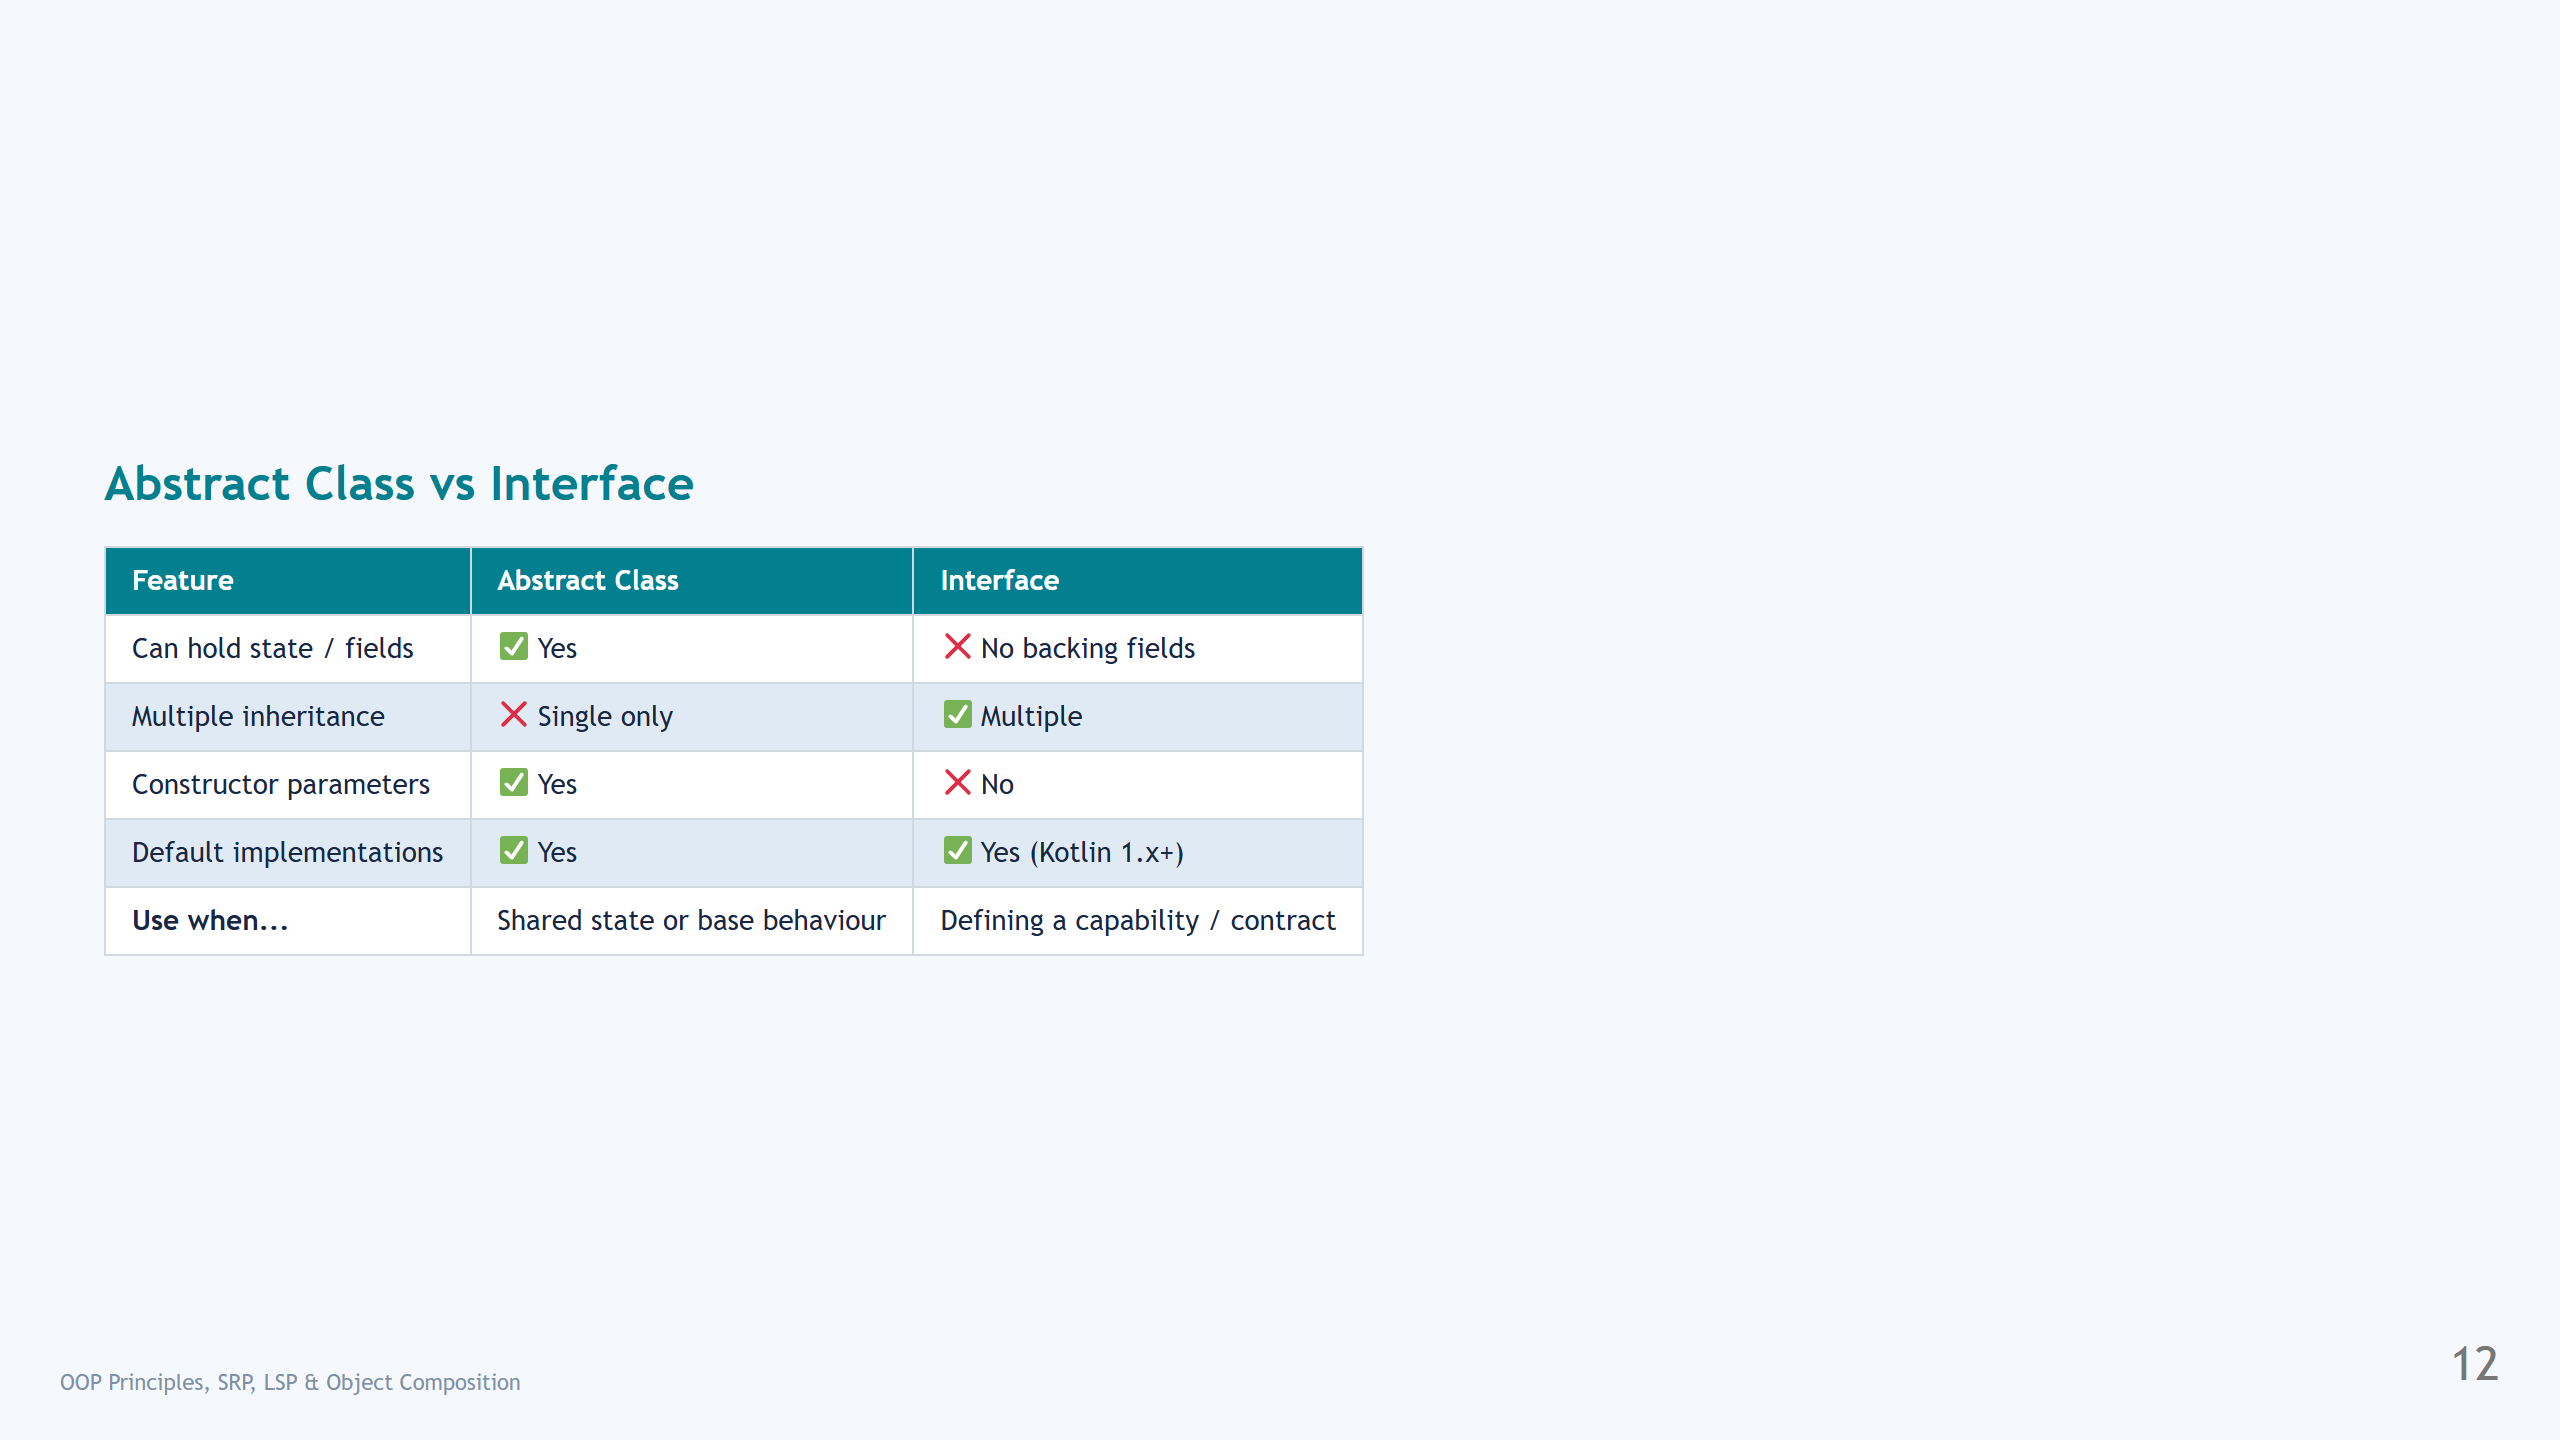 Abstract Class vs Interface
Feature Abstract Class Interface
Can hold state / fields ✅ Yes ❌ No backing fields
Multiple inheritance ❌ Single only ✅ Multiple
Constructor parameters ✅ Yes ❌ No
Default implementations ✅ Yes ✅ Yes (Kotlin 1.x+)
Use when... Shared state or base behaviour Defining a capability / contract
OOP Principles, SRP, LSP & Object Composition
12